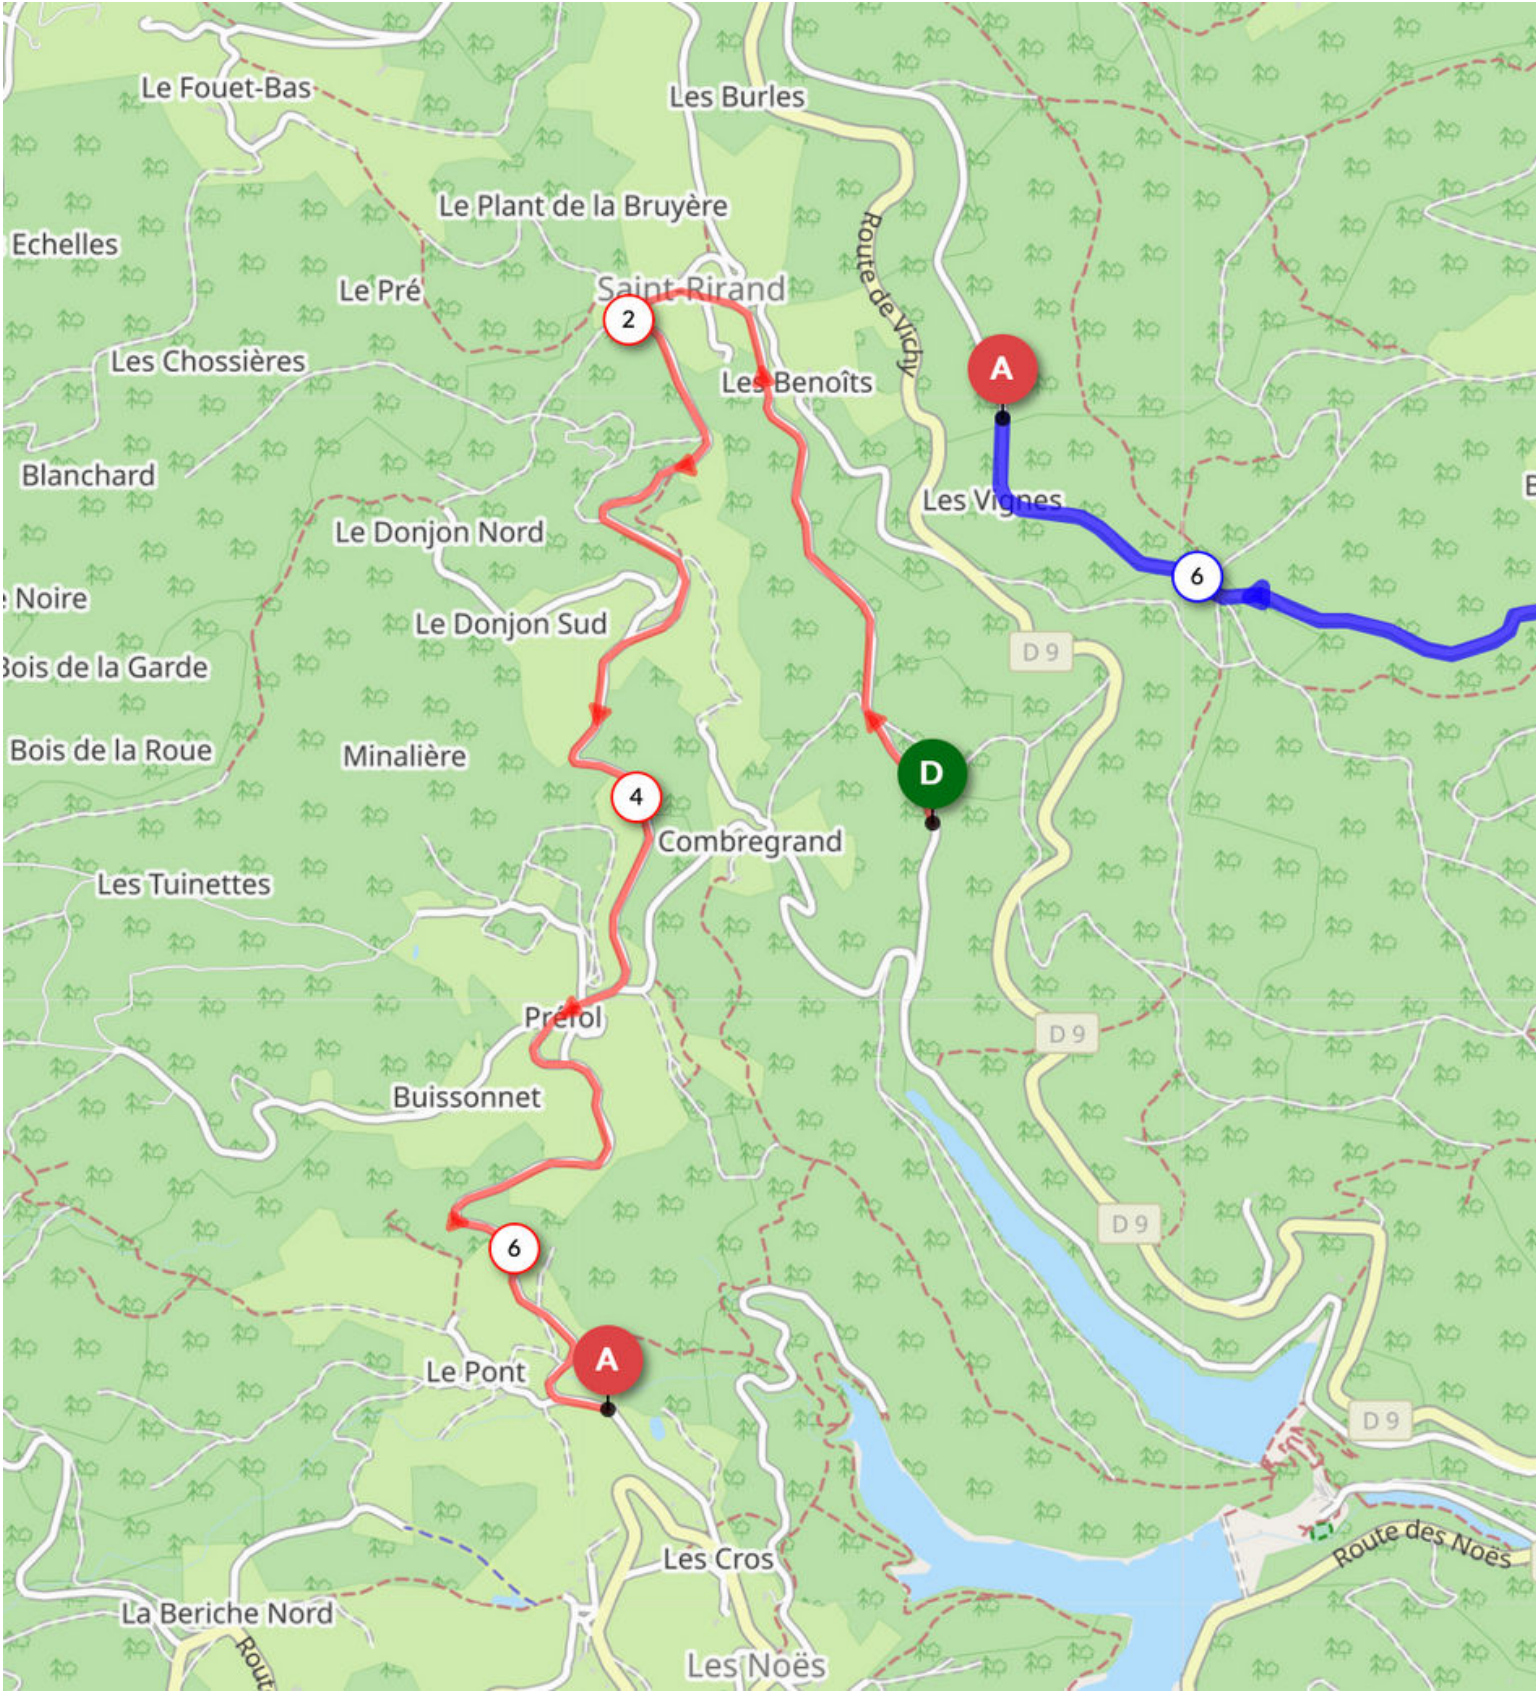 Le Fouet-Bas
Les Burles
Le Plant de la Bruyère
Echelles
Route de Vichy
Le Pré
Saint-Rirand
2
Les Chossières
A
Les Benoîts
Blanchard
Les Vignes
Le Donjon Nord
6
Noire
Le Donjon Sud
D 9
Bois de la Garde
Bois de la Roue
Minalière
D
4
Combregrand
Les Tuinettes
Préfol
D 9
Buissonnet
D 9
6
A
Le Pont
D 9
Route des Noës
Les Cros
La Beriche Nord
Rout
Les Noës